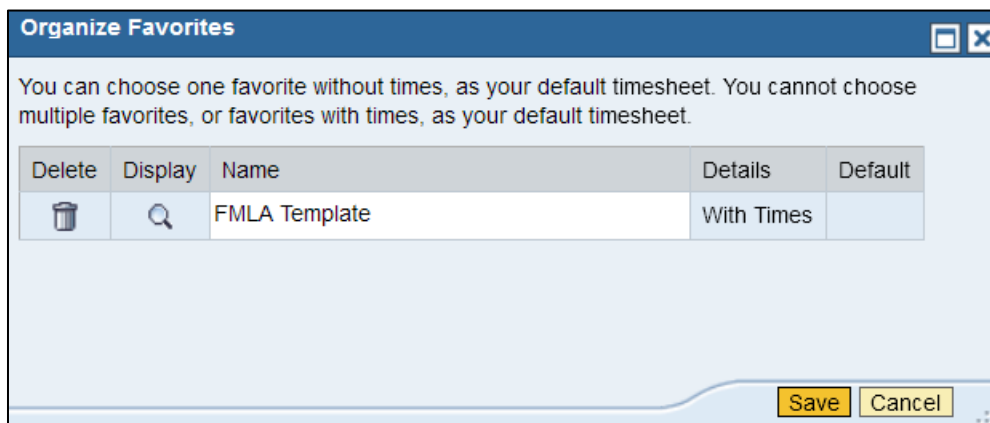 Organize Favorites
You can choose one favorite without times, as your default timesheet. You cannot choose
multiple favorites, or favorites with times, as your default timesheet.
Delete Display Name Details Default
FMLA Template With Times
Save Cancel